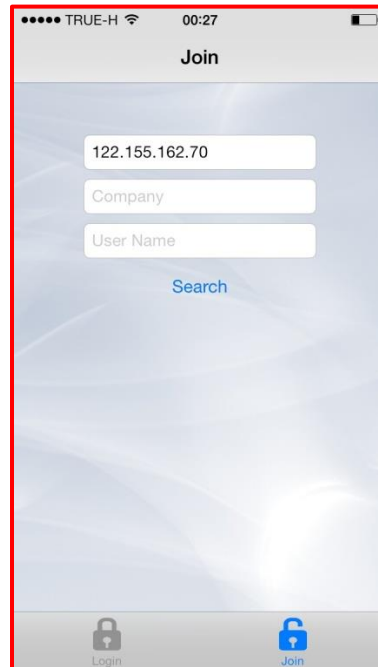 TRUE-H 00:27
Join
122.155.162.70
Company
User Name
Search
Login Join